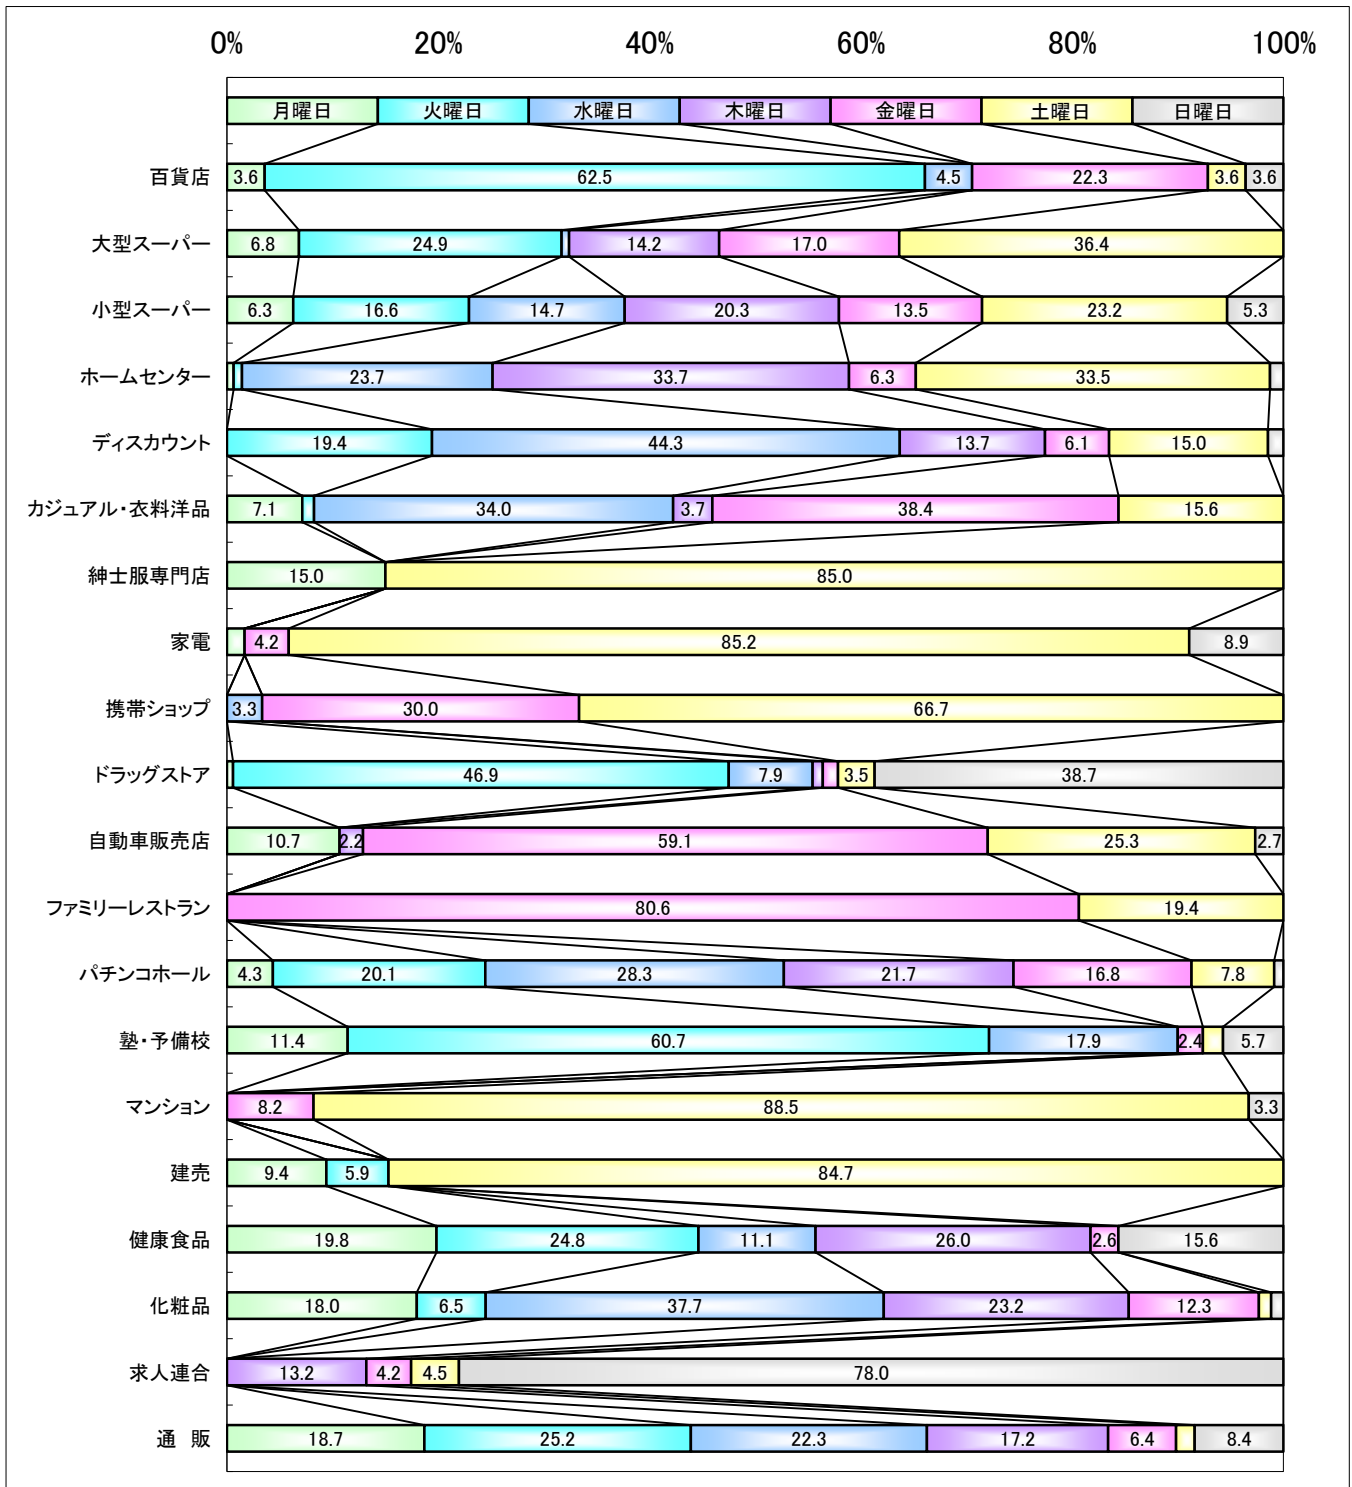 0% 20% 40% 60% 80% 100%
月曜日 火曜日 水曜日 木曜日 金曜日 土曜日 日曜日
百貨店 3.6 62.5 4.5 22.3 3.6 3.6
大型スーパー 6.8 24.9 14.2 17.0 36.4
小型スーパー 6.3 16.6 14.7 20.3 13.5 23.2 5.3
ホームセンター 23.7 33.7 6.3 33.5
ディスカウント 19.4 44.3 13.7 6.1 15.0
カジュアル・衣料洋品 7.1 34.0 3.7 38.4 15.6
紳士服専門店 15.0 85.0
家電 4.2 85.2 8.9
携帯ショップ 3.3 30.0 66.7
ドラッグストア 46.9 7.9 3.5 38.7
自動車販売店 10.7 2.2 59.1 25.3 2.7
ファミリーレストラン 80.6 19.4
パチンコホール 4.3 20.1 28.3 21.7 16.8 7.8
塾・予備校 11.4 60.7 17.9 2.4 5.7
マンション 8.2 88.5 3.3
建売 9.4 5.9 84.7
健康食品 19.8 24.8 11.1 26.0 2.6 15.6
化粧品 18.0 6.5 37.7 23.2 12.3
求人連合 13.2 4.2 4.5 78.0
通 販 18.7 25.2 22.3 17.2 6.4 8.4